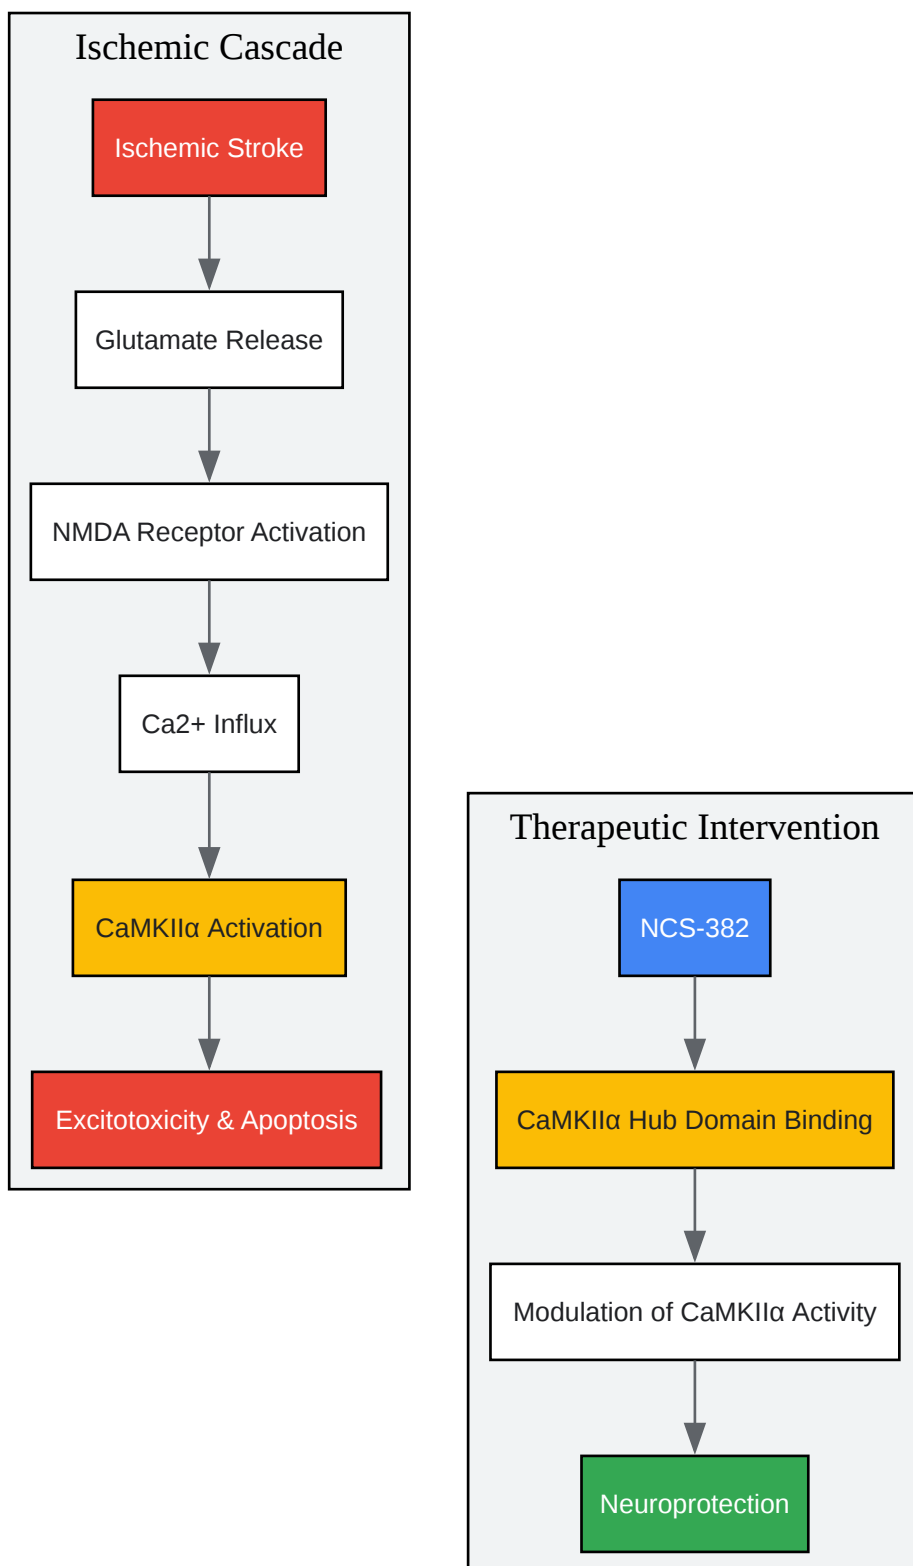 Ischemic Cascade
Ischemic Stroke
Glutamate Release
NMDA Receptor Activation
Ca2+ Influx
CaMKIIα Activation
Excitotoxicity & Apoptosis
Therapeutic Intervention
NCS-382
CaMKIIα Hub Domain Binding
Modulation of CaMKIIα Activity
Neuroprotection